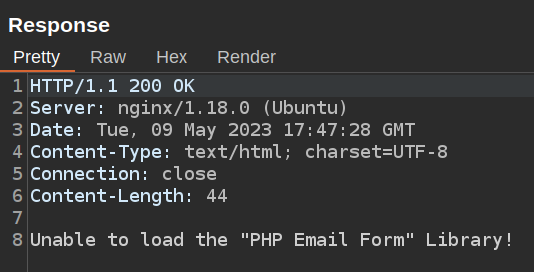 Response
Pretty Raw Hex Render
1 HTTP/1.1 200 OK
2 Server: nginx/1.18.0 (Ubuntu)
3 Date: Tue, 09 May 2023 17:47:28 GMT
4 Content-Type: text/html; charset=UTF-8
5 Connection: close
6 Content-Length: 44
7
8 Unable to load the "PHP Email Form" Library!